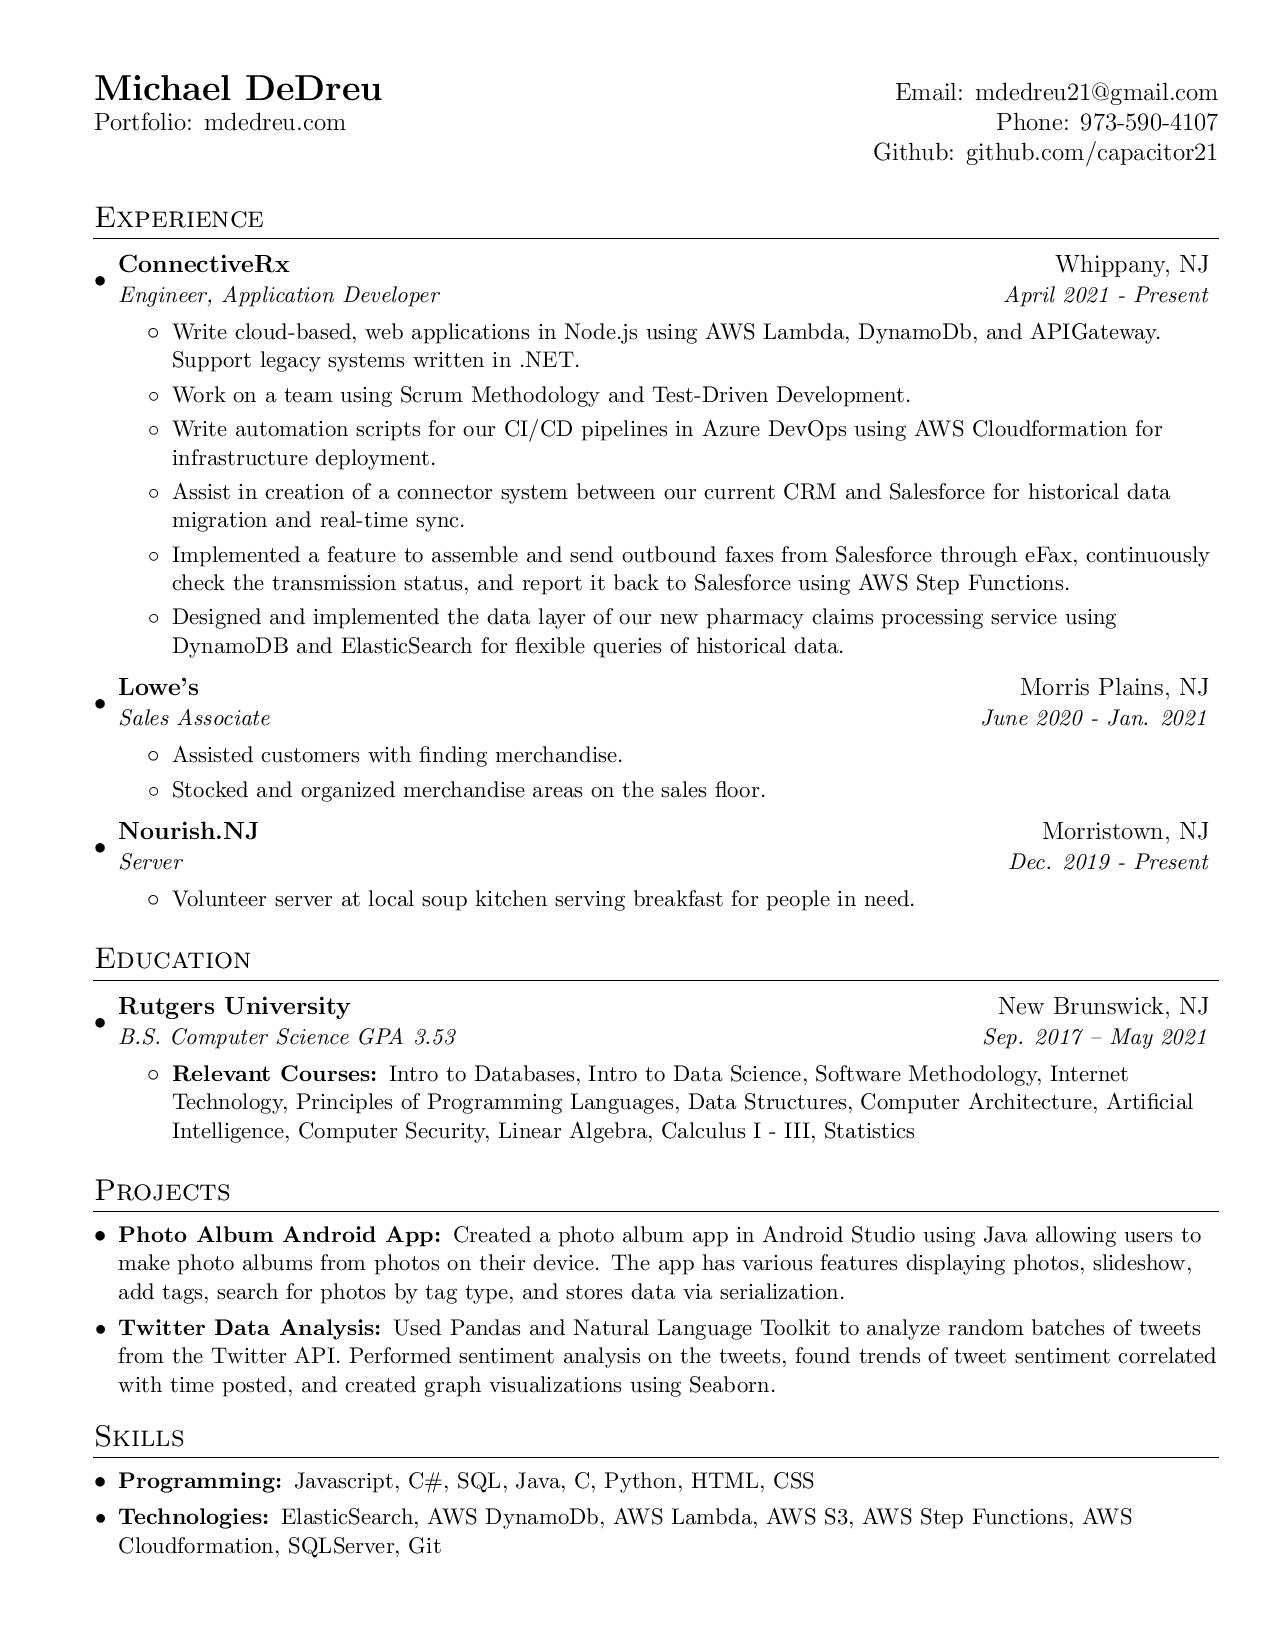 Michael DeDreu
Portfolio: mdedreu.com
Email: mdedreu21@gmail.com
Phone: 973-590-4107
Github: github.com/capacitor21
Experience
• ConnectiveRx Whippany, NJ
Engineer, Application Developer April 2021 - Present
◦ Write cloud-based, web applications in Node.js using AWS Lambda, DynamoDb, and APIGateway.
Support legacy systems written in .NET.
◦ Work on a team using Scrum Methodology and Test-Driven Development.
◦ Write automation scripts for our CI/CD pipelines in Azure DevOps using AWS Cloudformation for
infrastructure deployment.
◦ Assist in creation of a connector system between our current CRM and Salesforce for historical data
migration and real-time sync.
◦ Implemented a feature to assemble and send outbound faxes from Salesforce through eFax, continuously
check the transmission status, and report it back to Salesforce using AWS Step Functions.
◦ Designed and implemented the data layer of our new pharmacy claims processing service using
DynamoDB and ElasticSearch for flexible queries of historical data.
• Lowe's Morris Plains, NJ
Sales Associate June 2020 - Jan. 2021
◦ Assisted customers with finding merchandise.
◦ Stocked and organized merchandise areas on the sales floor.
• Nourish.NJ Morristown, NJ
Server Dec. 2019 - Present
◦ Volunteer server at local soup kitchen serving breakfast for people in need.
Education
• Rutgers University New Brunswick, NJ
B.S. Computer Science GPA 3.53 Sep. 2017 – May 2021
◦ Relevant Courses: Intro to Databases, Intro to Data Science, Software Methodology, Internet
Technology, Principles of Programming Languages, Data Structures, Computer Architecture, Artificial
Intelligence, Computer Security, Linear Algebra, Calculus I - III, Statistics
Projects
• Photo Album Android App: Created a photo album app in Android Studio using Java allowing users to
make photo albums from photos on their device. The app has various features displaying photos, slideshow,
add tags, search for photos by tag type, and stores data via serialization.
• Twitter Data Analysis: Used Pandas and Natural Language Toolkit to analyze random batches of tweets
from the Twitter API. Performed sentiment analysis on the tweets, found trends of tweet sentiment correlated
with time posted, and created graph visualizations using Seaborn.
Skills
• Programming: Javascript, C#, SQL, Java, C, Python, HTML, CSS
• Technologies: ElasticSearch, AWS DynamoDb, AWS Lambda, AWS S3, AWS Step Functions, AWS
Cloudformation, SQLServer, Git